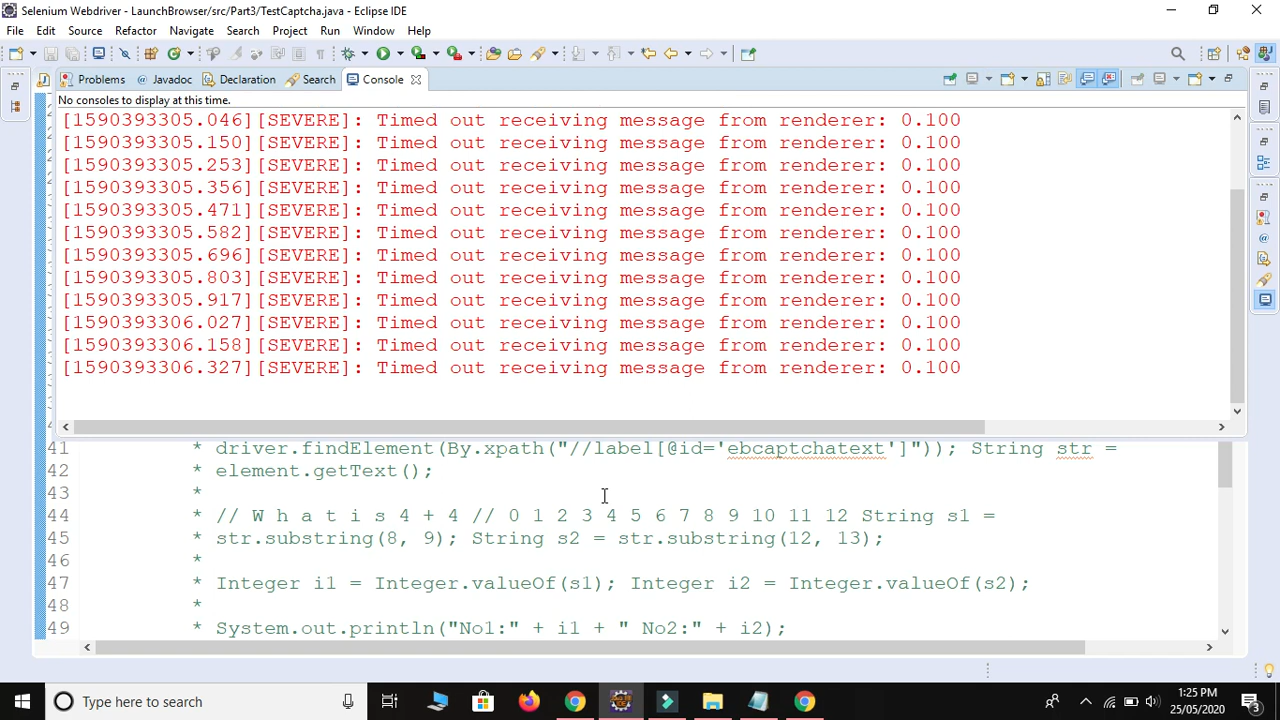 Selenium Webdriver - LaunchBrowser/src/Part3/TestCaptcha.java - Eclipse IDE
File Edit Source Refactor Navigate Search Project Run Window Help
Problems Javadoc Declaration Search Console
No consoles to display at this time.
[1590393305.046][SEVERE]: Timed out receiving message from renderer: 0.100
[1590393305.150][SEVERE]: Timed out receiving message from renderer: 0.100
[1590393305.253][SEVERE]: Timed out receiving message from renderer: 0.100
[1590393305.356][SEVERE]: Timed out receiving message from renderer: 0.100
[1590393305.471][SEVERE]: Timed out receiving message from renderer: 0.100
[1590393305.582][SEVERE]: Timed out receiving message from renderer: 0.100
[1590393305.696][SEVERE]: Timed out receiving message from renderer: 0.100
[1590393305.803][SEVERE]: Timed out receiving message from renderer: 0.100
[1590393305.917][SEVERE]: Timed out receiving message from renderer: 0.100
[1590393306.027][SEVERE]: Timed out receiving message from renderer: 0.100
[1590393306.158][SEVERE]: Timed out receiving message from renderer: 0.100
[1590393306.327][SEVERE]: Timed out receiving message from renderer: 0.100
41 * driver.findElement(By.xpath("//label[@id='ebcaptchatext']")); String str =
42 * element.getText();
43 *
44 * // W h a t i s 4 + 4 // 0 1 2 3 4 5 6 7 8 9 10 11 12 String s1 =
45 * str.substring(8, 9); String s2 = str.substring(12, 13);
46 *
47 * Integer i1 = Integer.valueOf(s1); Integer i2 = Integer.valueOf(s2);
48 *
49 * System.out.println("No1:" + i1 + " No2:" + i2);
Type here to search
1:25 PM
25/05/2020
3